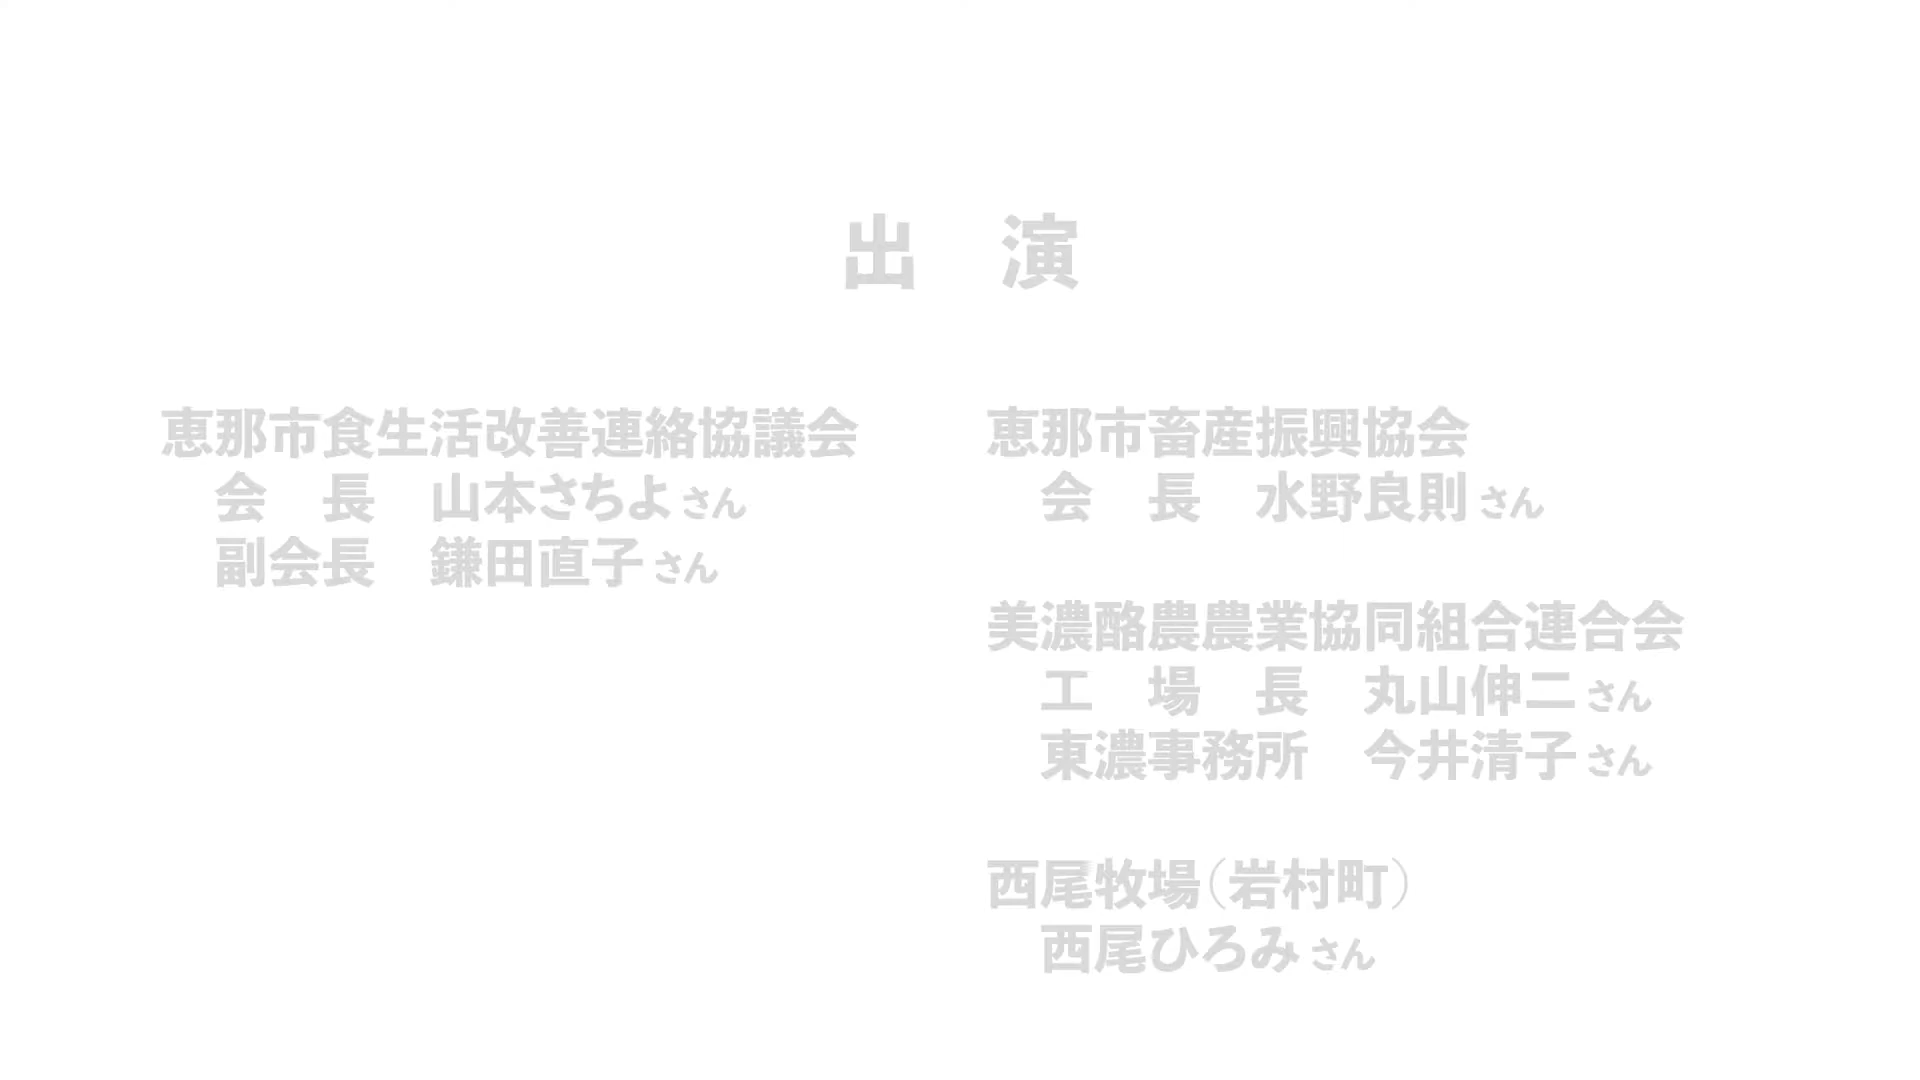 出　演
恵那市食生活改善連絡協議会
会　長　山本さちよさん
副会長　鎌田直子さん
恵那市畜産振興協会
会　長　水野良則さん
美濃酪農農業協同組合連合会
工　場　長　丸山伸二さん
東濃事務所　今井清子さん
西尾牧場（岩村町）
西尾ひろみさん